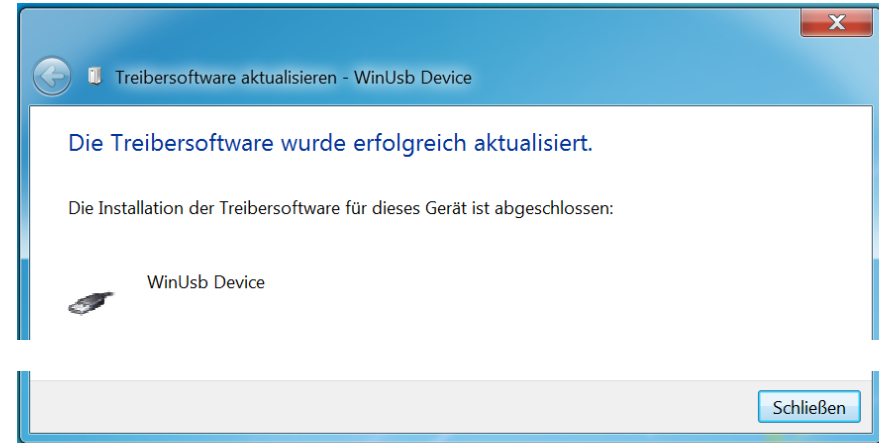 Treibersoftware aktualisieren - WinUsb Device
Die Treibersoftware wurde erfolgreich aktualisiert.
Die Installation der Treibersoftware für dieses Gerät ist abgeschlossen:
WinUsb Device
Schließen